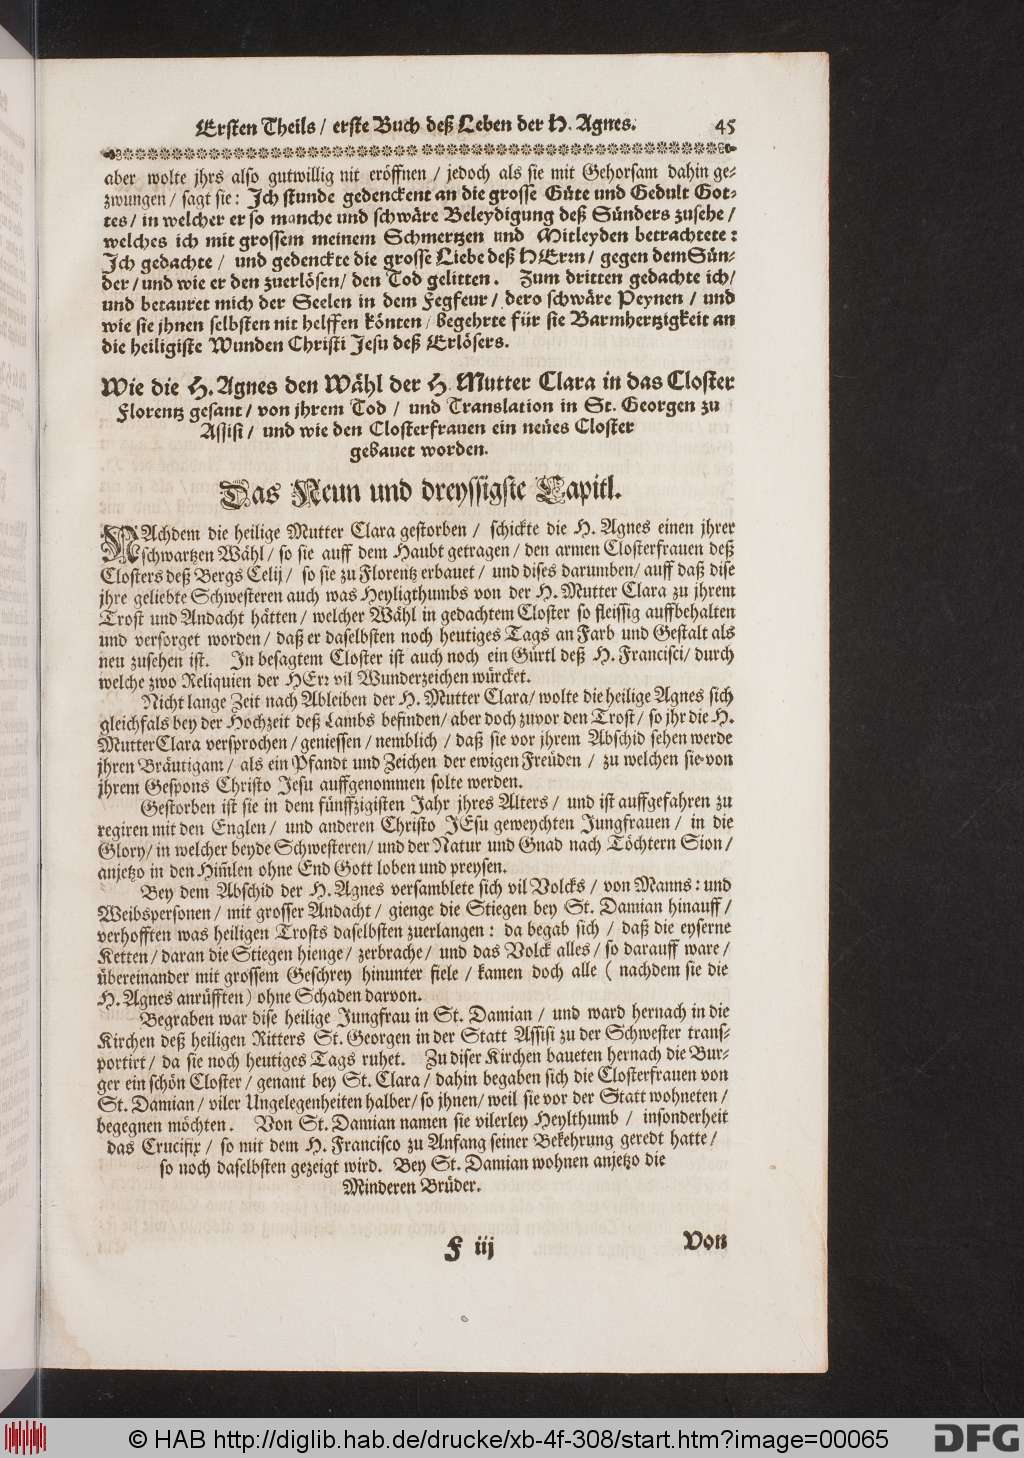 Ersten Theils / erste Buch deß Leben der H. Agnes. 45
aber wolte jhrs also gutwillig nit eröffnen / jedoch als sie mit Gehorsam dahin ge-
zwungen / sagt sie: Jch stunde gedenckent an die grosse Güte und Gedult Got-
tes / in welcher er so manche und schwäre Beleydigung deß Sünders zusehe /
welches ich mit grossem meinem Schmertzen und Mitleyden betrachtete:
Jch gedachte / und gedenckte die grosse Liebe deß HErrn / gegen dem Sün-
der / und wie er den zuerlösen / den Tod gelitten. Zum dritten gedachte ich /
und betauret mich der Seelen in dem Fegfeur / dero schwäre Peynen / und
wie sie jhnen selbsten nit helffen könten / begehrte für sie Barmhertzigkeit an
die heiligiste Wunden Christi Jesu deß Erlösers.
Wie die H. Agnes den Wähl der H. Mutter Clara in das Closter
Florentz gesant / von jhrem Tod / und Translation in St. Georgen zu
Assisi / und wie den Closterfrauen ein neues Closter
gebauet worden.
Das Neun und dreyssigste Capitl.
NAchdem die heilige Mutter Clara gestorben / schickte die H. Agnes einen jhrer
schwartzen Wähl / so sie auff dem Haubt getragen / den armen Closterfrauen deß
Closters deß Bergs Celij / so sie zu Florentz erbauet / und dises darumben / auff daß dise
jhre geliebte Schwesteren auch was Heyligthumbs von der H. Mutter Clara zu jhrem
Trost und Andacht hätten / welcher Wähl in gedachtem Closter so fleissig auffbehalten
und versorget worden / daß er daselbsten noch heutiges Tags an Farb und Gestalt als
neu zusehen ist. Jn besagtem Closter ist auch noch ein Gürtl deß H. Francisci / durch
welche zwo Reliquien der HErr vil Wunderzeichen würcket.
Nicht lange Zeit nach Ableiben der H. Mutter Clara / wolte die heilige Agnes sich
gleichfals bey der Hochzeit deß Lambs befinden / aber doch zuvor den Trost / so jhr die H.
Mutter Clara versprochen / geniessen / nemblich / daß sie vor jhrem Abschid sehen werde
jhren Bräutigam / als ein Pfandt und Zeichen der ewigen Freüden / zu welchen sie von
jhrem Gespons Christo Jesu auffgenommen solte werden.
Gestorben ist sie in dem fünffzigisten Jahr jhres Alters / und ist auffgefahren zu
regiren mit den Englen / und anderen Christo JEsu geweychten Jungfrauen / in die
Glory / in welcher beyde Schwesteren / und der Natur und Gnad nach Töchtern Sion /
anjetzo in den Him̃len ohne End Gott loben und preysen.
Bey dem Abschid der H. Agnes versamblete sich vil Volcks / von Manns: und
Weibspersonen / mit grosser Andacht / gienge die Stiegen bey St. Damian hinauff /
verhofften was heiligen Trosts daselbsten zuerlangen: da begab sich / daß die eyserne
Ketten / daran die Stiegen hienge / zerbrache / und das Volck alles / so darauff ware /
übereinander mit grossem Geschrey hinunter fiele / kamen doch alle ( nachdem sie die
H. Agnes anrüfften ) ohne Schaden darvon.
Begraben war dise heilige Jungfrau in St. Damian / und ward hernach in die
Kirchen deß heiligen Ritters St. Georgen in der Statt Assisi zu der Schwester trans-
portirt / da sie noch heutiges Tags ruhet. Zu diser Kirchen baueten hernach die Bur-
ger ein schön Closter / genant bey St. Clara / dahin begaben sich die Closterfrauen von
St. Damian / viler Ungelegenheiten halber / so jhnen / weil sie vor der Statt wohneten /
begegnen möchten. Von St. Damian namen sie vilerley Heylthumb / insonderheit
das Crucifix / so mit dem H. Francisco zu Anfang seiner Bekehrung geredt hatte /
so noch daselbsten gezeigt wird. Bey St. Damian wohnen anjetzo die
Minderen Brüder.
F iij Von
© HAB http://diglib.hab.de/drucke/xb-4f-308/start.htm?image=00065 DFG